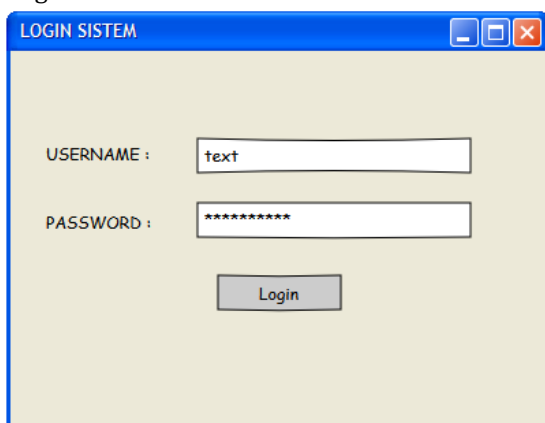 LOGIN SISTEM
USERNAME :
text
PASSWORD :
**********
Login